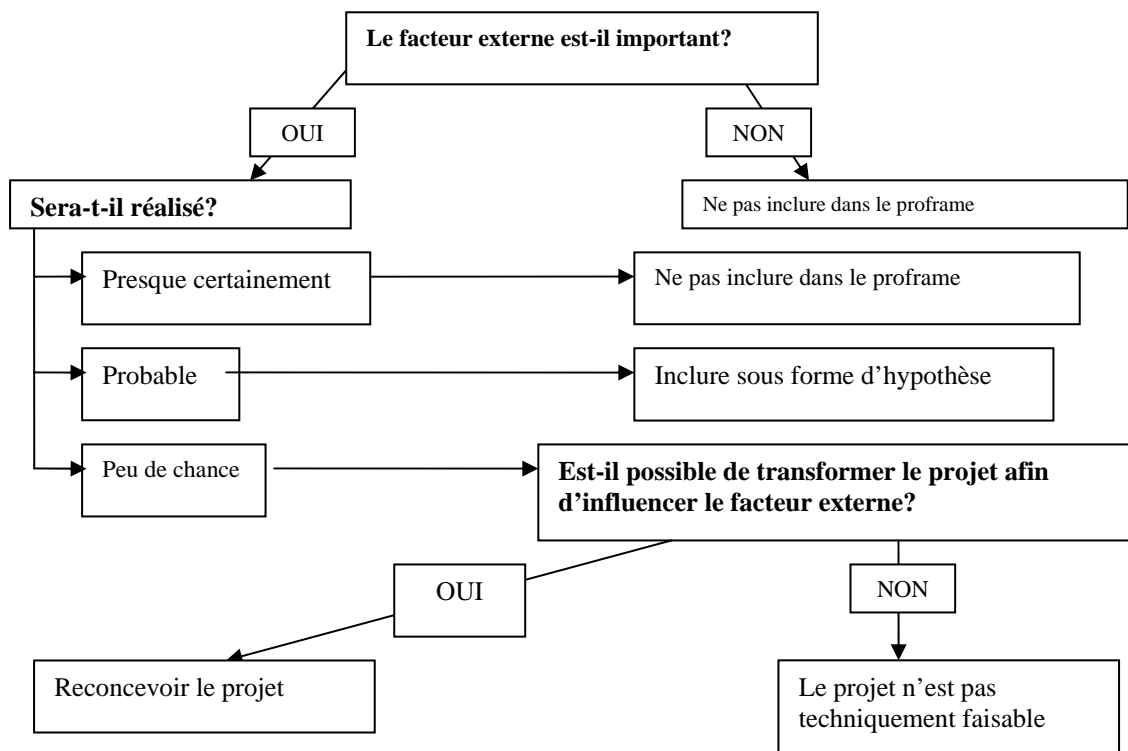 Le facteur externe est-il important?
OUI
NON
Sera-t-il réalisé?
Ne pas inclure dans le proframe
Presque certainement
Ne pas inclure dans le proframe
Probable
Inclure sous forme d'hypothèse
Peu de chance
Est-il possible de transformer le projet afin
d'influencer le facteur externe?
OUI
NON
Reconcevoir le projet
Le projet n'est pas
techniquement faisable